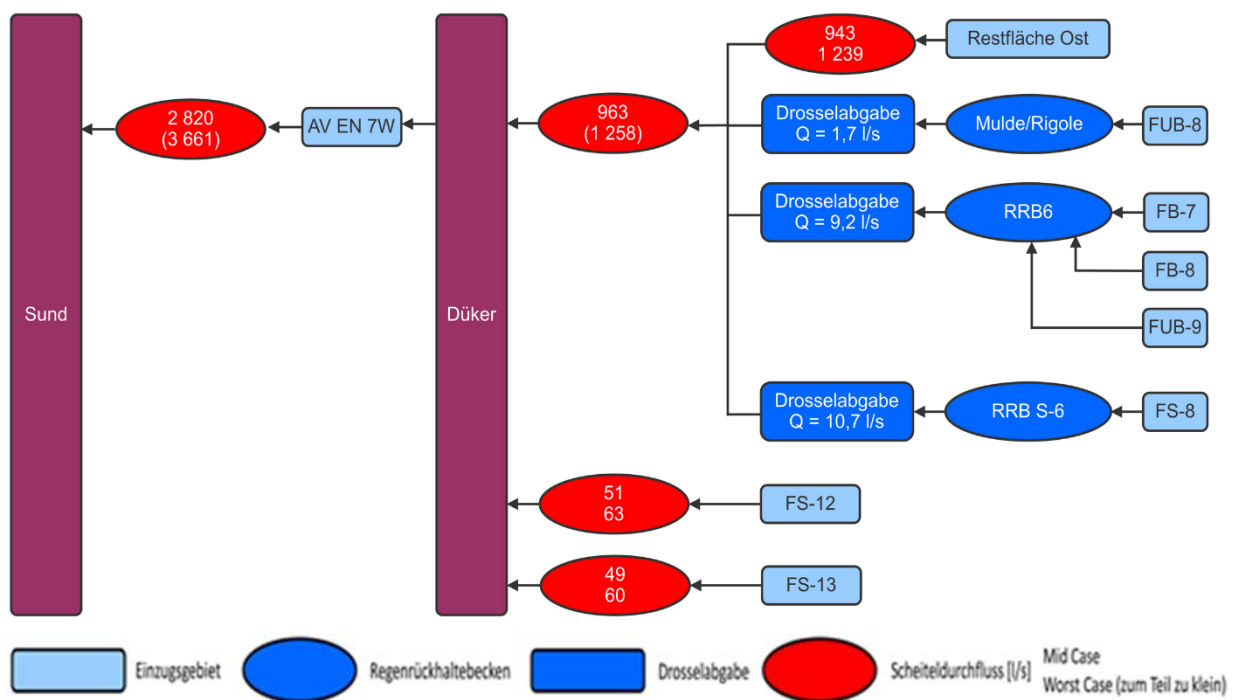 943
1 239
Restfläche Ost
2 820
(3 661)
AV EN 7W
963
(1 258)
Drosselabgabe
Q = 1,7 l/s
Mulde/Rigole
FUB-8
Drosselabgabe
Q = 9,2 l/s
RRB6
FB-7
FB-8
Sund
Düker
FUB-9
Drosselabgabe
Q = 10,7 l/s
RRB S-6
FS-8
51
63
FS-12
49
60
FS-13
Einzugsgebiet
Regenrückhaltebecken
Drosselabgabe
Scheiteldurchfluss [l/s]
Mid Case
Worst Case (zum Teil zu klein)